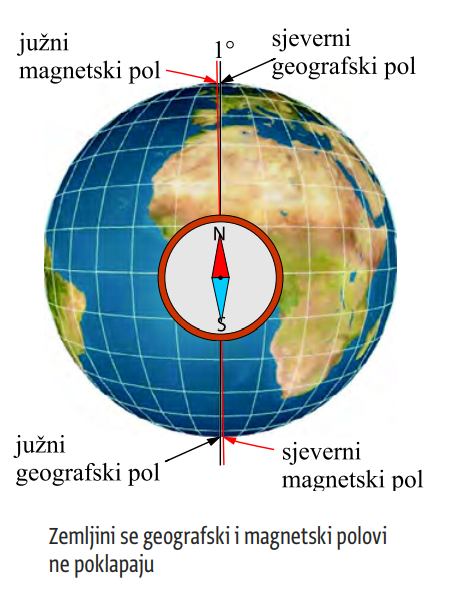 južni
magnetski pol
1°
sjeverni
geografski pol
N
S
južni
geografski pol
sjeverni
magnetski pol
Zemljini se geografski i magnetski polovi
ne poklapaju